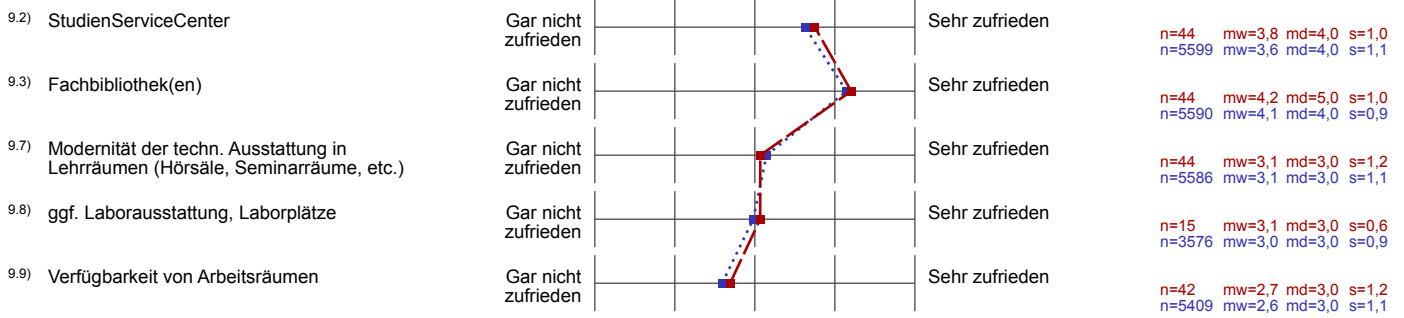 9.2) StudienServiceCenter Gar nicht zufrieden Sehr zufrieden
n=44 mw=3,8 md=4,0 s=1,0
n=5599 mw=3,6 md=4,0 s=1,1
9.3) Fachbibliothek(en) Gar nicht zufrieden Sehr zufrieden
n=44 mw=4,2 md=5,0 s=1,0
n=5590 mw=4,1 md=4,0 s=0,9
9.7) Modernität der techn. Ausstattung in
Lehrräumen (Hörsäle, Seminarräume, etc.) Gar nicht zufrieden Sehr zufrieden
n=44 mw=3,1 md=3,0 s=1,2
n=5586 mw=3,1 md=3,0 s=1,1
9.8) ggf. Laborausstattung, Laborplätze Gar nicht zufrieden Sehr zufrieden
n=15 mw=3,1 md=3,0 s=0,6
n=3576 mw=3,0 md=3,0 s=0,9
9.9) Verfügbarkeit von Arbeitsräumen Gar nicht zufrieden Sehr zufrieden
n=42 mw=2,7 md=3,0 s=1,2
n=5409 mw=2,6 md=3,0 s=1,1